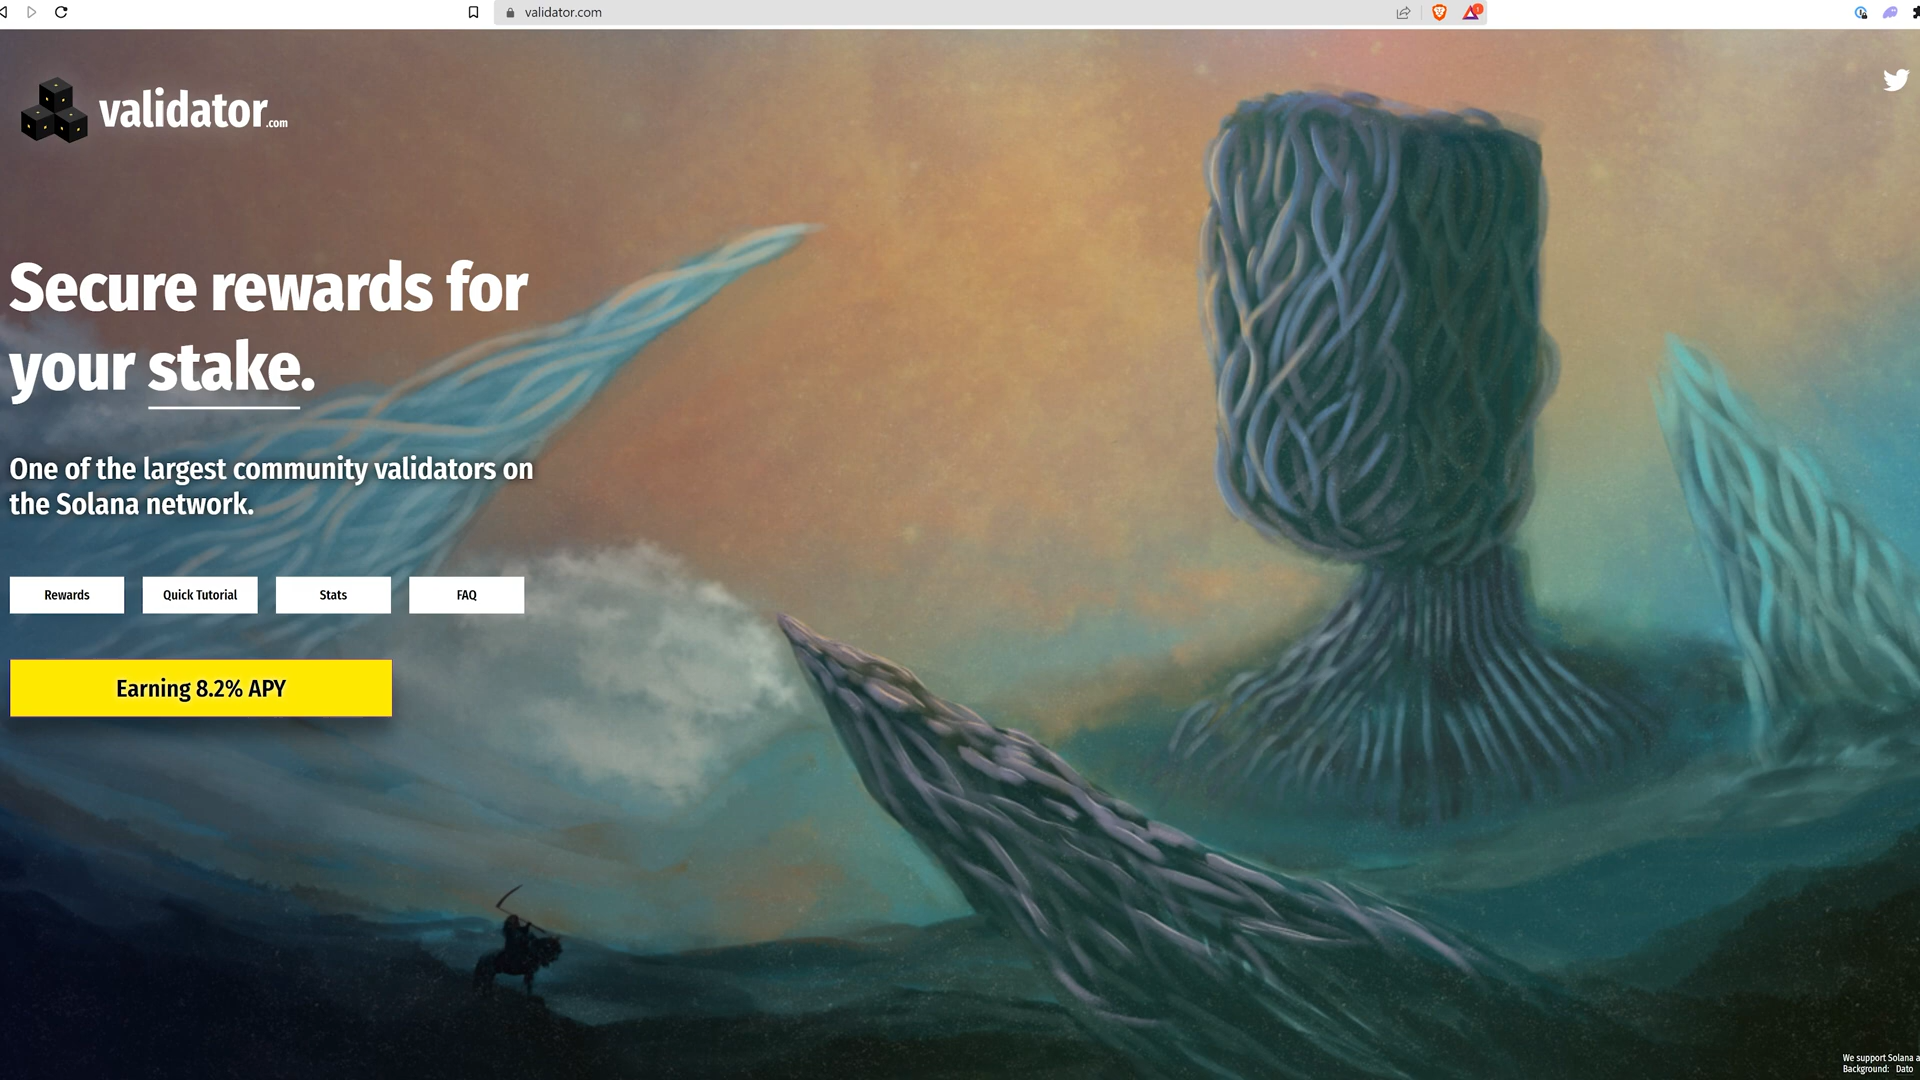 validator.com
validator.com
Secure rewards for
your stake.
One of the largest community validators on
the Solana network.
Rewards Quick Tutorial Stats FAQ
Earning 8.2% APY
We support Solana a
Background: Dato